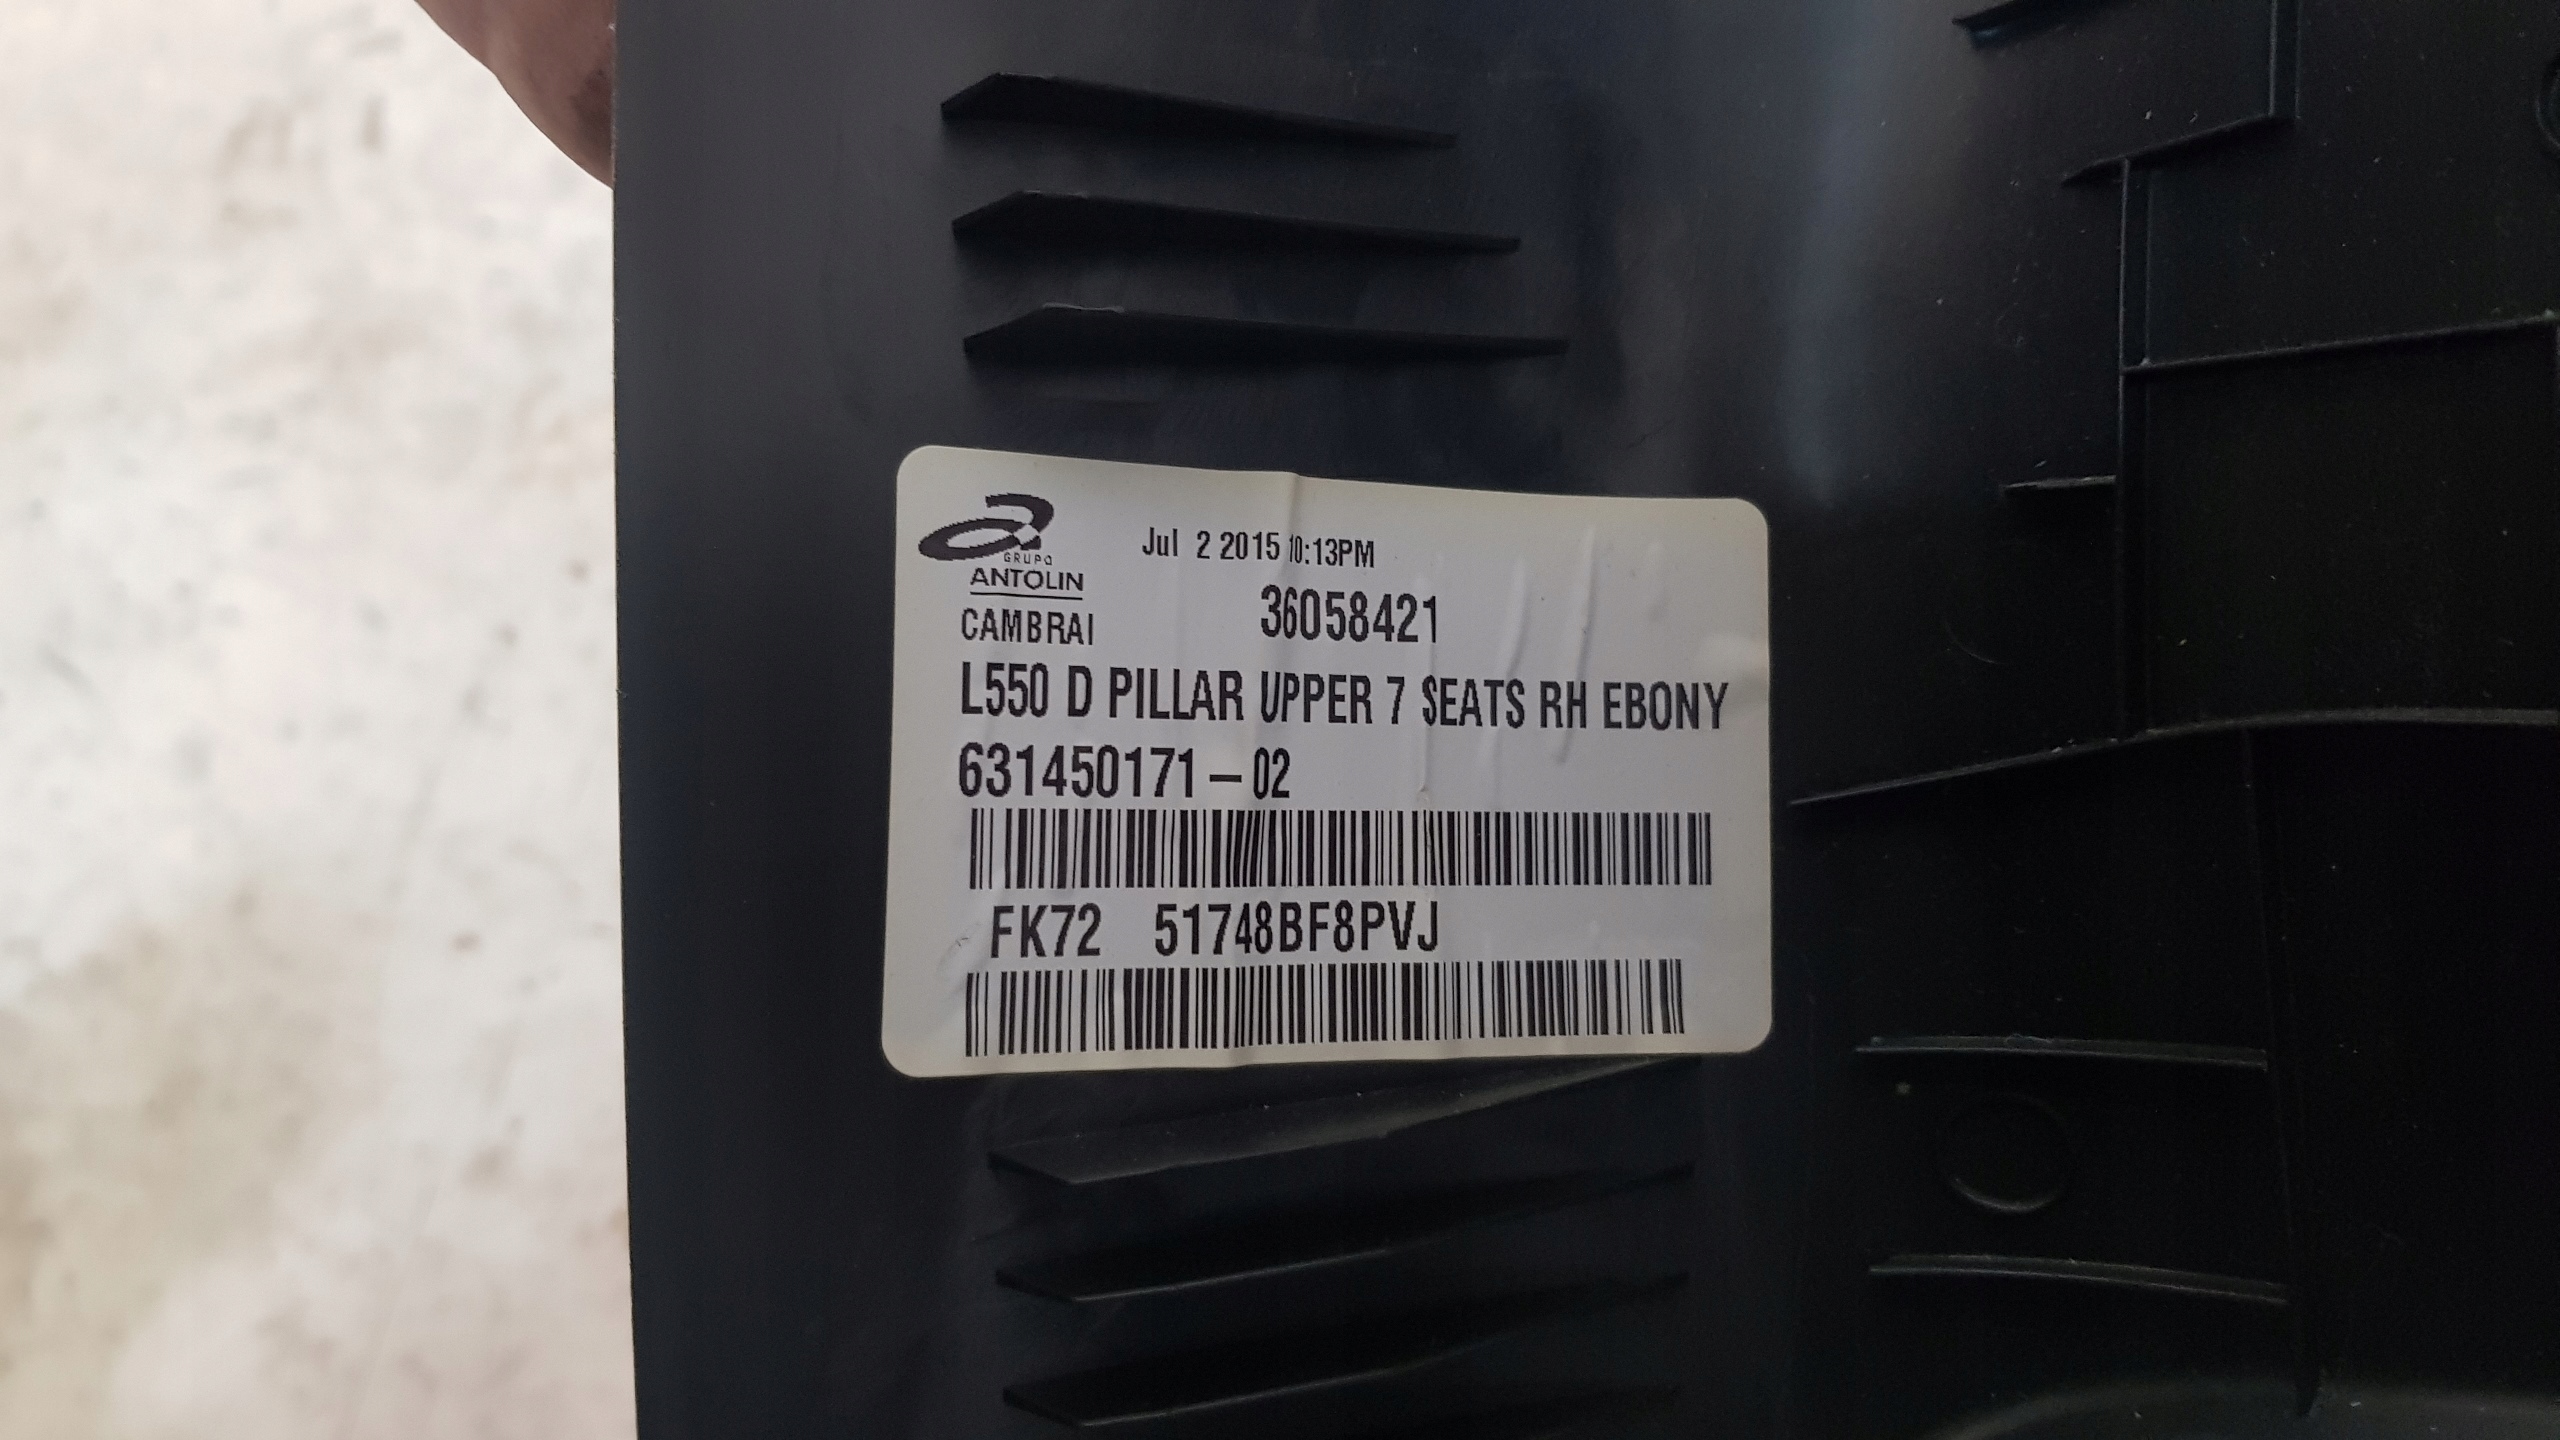 GRUPO
ANTOLIN
Jul 2 2015 10:13PM
CAMBRAI 36058421
L550 D PILLAR UPPER 7 SEATS RH EBONY
631450171-02
FK72 51748BF8PVJ